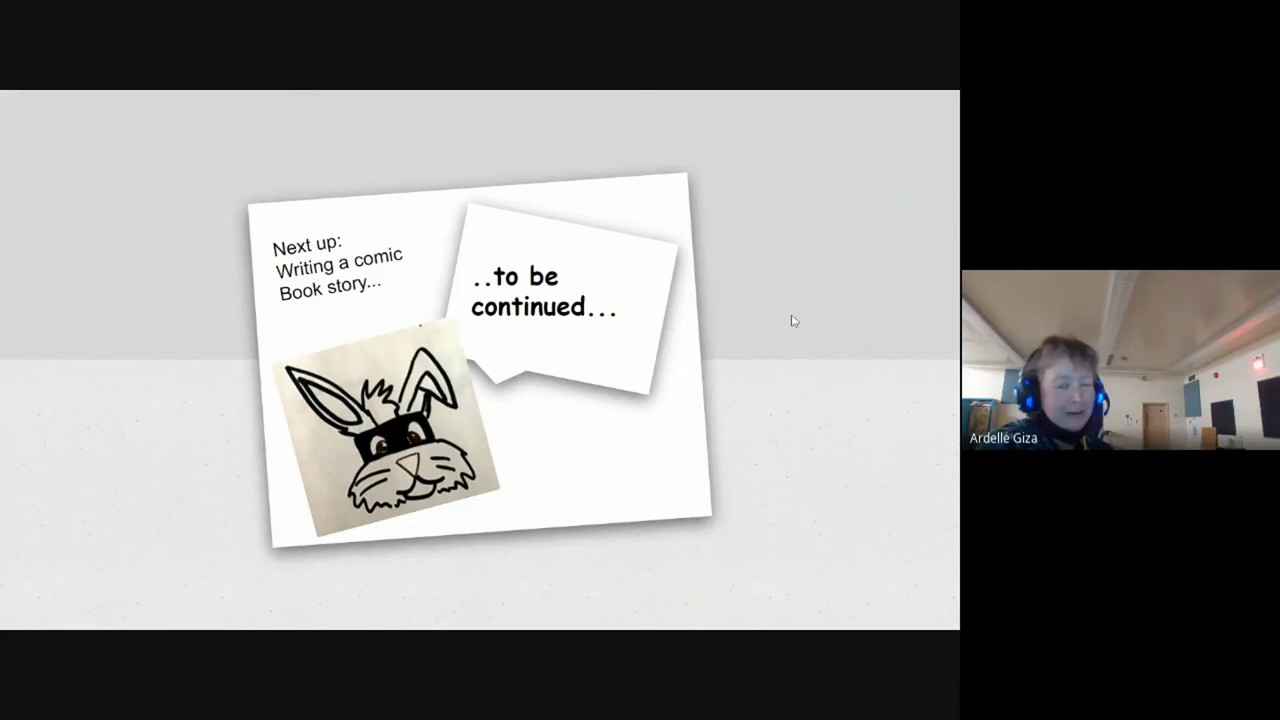 Next up:
Writing a comic
Book story...
..to be
continued...
Ardelle Giza